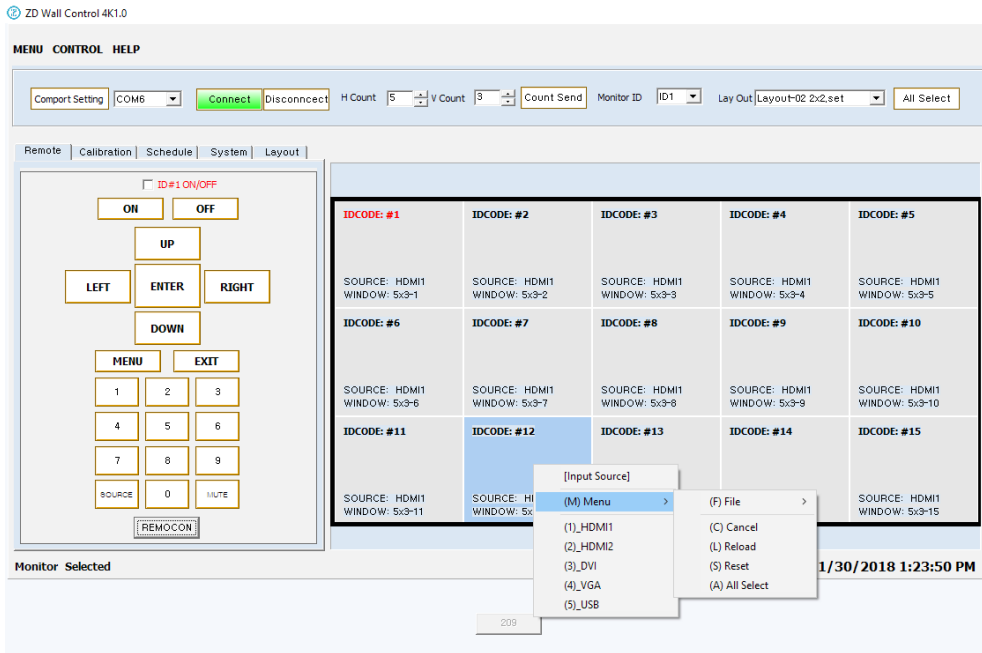 ZD Wall Control 4K1.0
MENU CONTROL HELP
Comport Setting COM6 Connect Disconncect H Count 5 V Count 3 Count Send Monitor ID ID1 Lay Out Layout-02 2x2,set All Select
Remote Calibration Schedule System Layout
ID#1 ON/OFF
ON OFF
UP
LEFT ENTER RIGHT
DOWN
MENU EXIT
1 2 3
4 5 6
7 8 9
SOURCE 0 MUTE
REMOCON
IDCODE: #1 IDCODE: #2 IDCODE: #3 IDCODE: #4 IDCODE: #5
SOURCE: HDMI1 SOURCE: HDMI1 SOURCE: HDMI1 SOURCE: HDMI1 SOURCE: HDMI1
WINDOW: 5x3-1 WINDOW: 5x3-2 WINDOW: 5x3-3 WINDOW: 5x3-4 WINDOW: 5x3-5
IDCODE: #6 IDCODE: #7 IDCODE: #8 IDCODE: #9 IDCODE: #10
SOURCE: HDMI1 SOURCE: HDMI1 SOURCE: HDMI1 SOURCE: HDMI1 SOURCE: HDMI1
WINDOW: 5x3-6 WINDOW: 5x3-7 WINDOW: 5x3-8 WINDOW: 5x3-9 WINDOW: 5x3-10
IDCODE: #11 IDCODE: #12 IDCODE: #13 IDCODE: #14 IDCODE: #15
SOURCE: HDMI1 SOURCE: SOURCE: HDMI1
WINDOW: 5x3-11 WINDOW: WINDOW: 5x3-15
[Input Source]
(M) Menu
(1)_HDMI1
(2)_HDMI2
(3)_DVI
(4)_VGA
(5)_USB
(F) File
(C) Cancel
(L) Reload
(S) Reset
(A) All Select
Monitor Selected
1/30/2018 1:23:50 PM
209